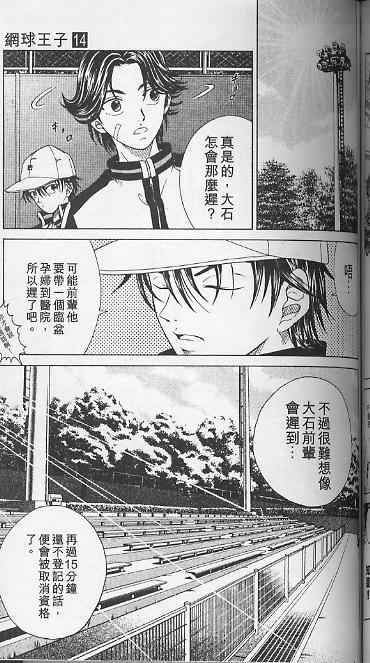 網球王子14
真是的，大石
怎會那麼遲？
唔…
可能前輩他
要帶一個臨盆
孕婦到醫院，
所以遲了吧。
不過很難想像
大石前輩
會遲到…
再過15分鐘
還不登記的話，
便會被取消資格
了。